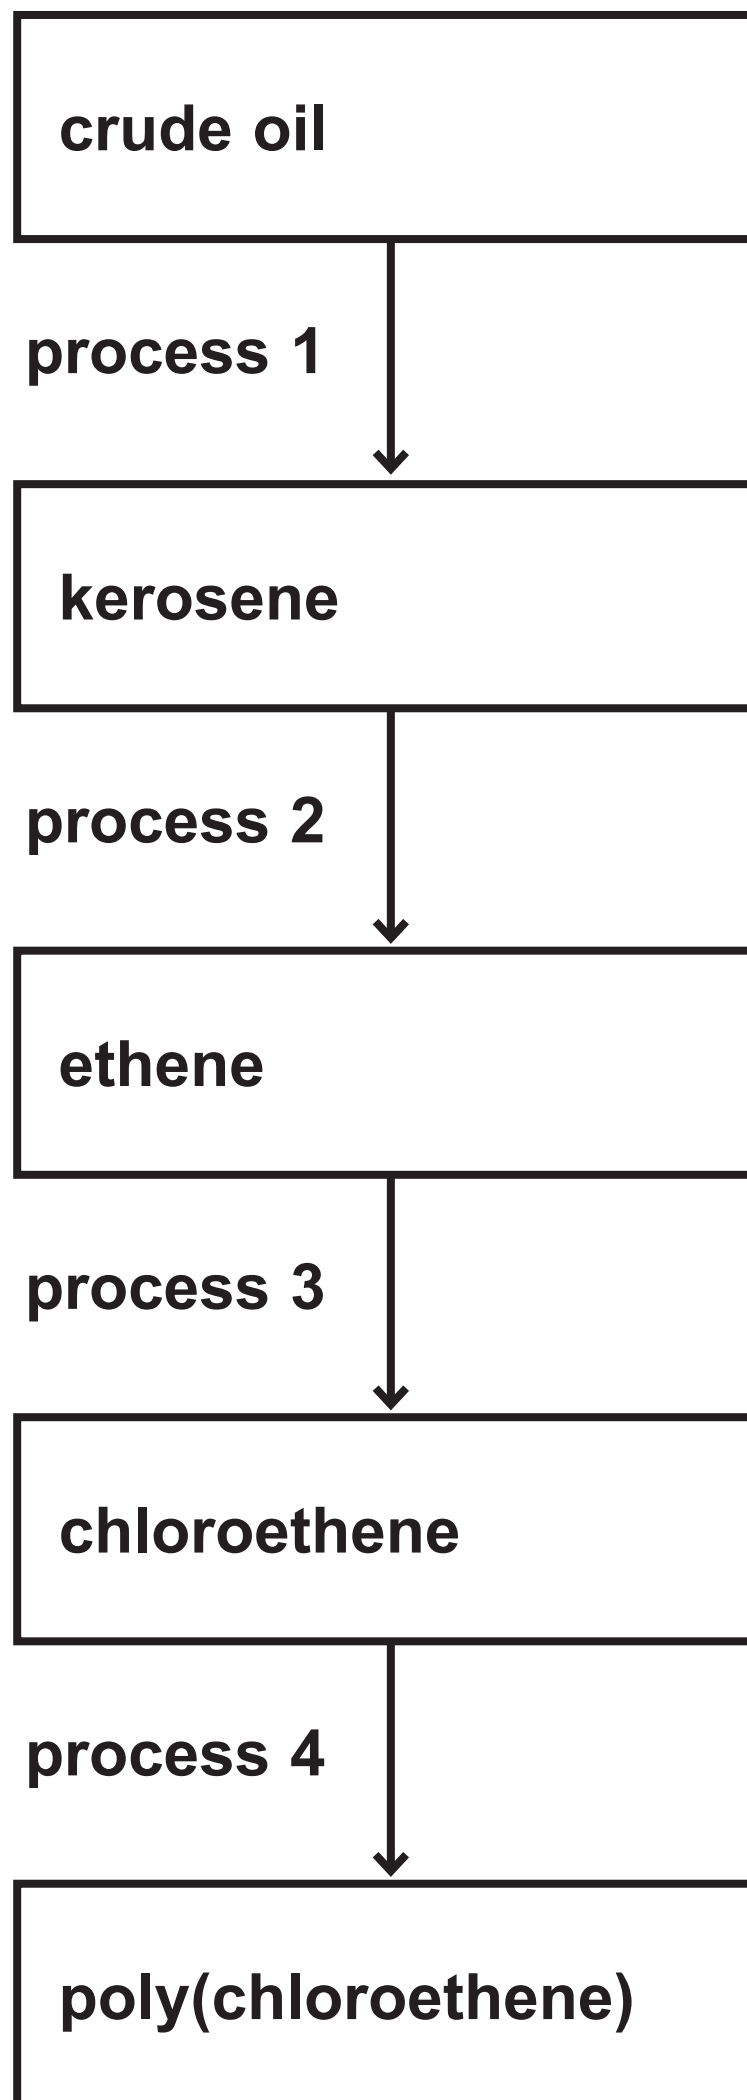 crude oil
process 1
kerosene
process 2
ethene
process 3
chloroethene
process 4
poly(chloroethene)